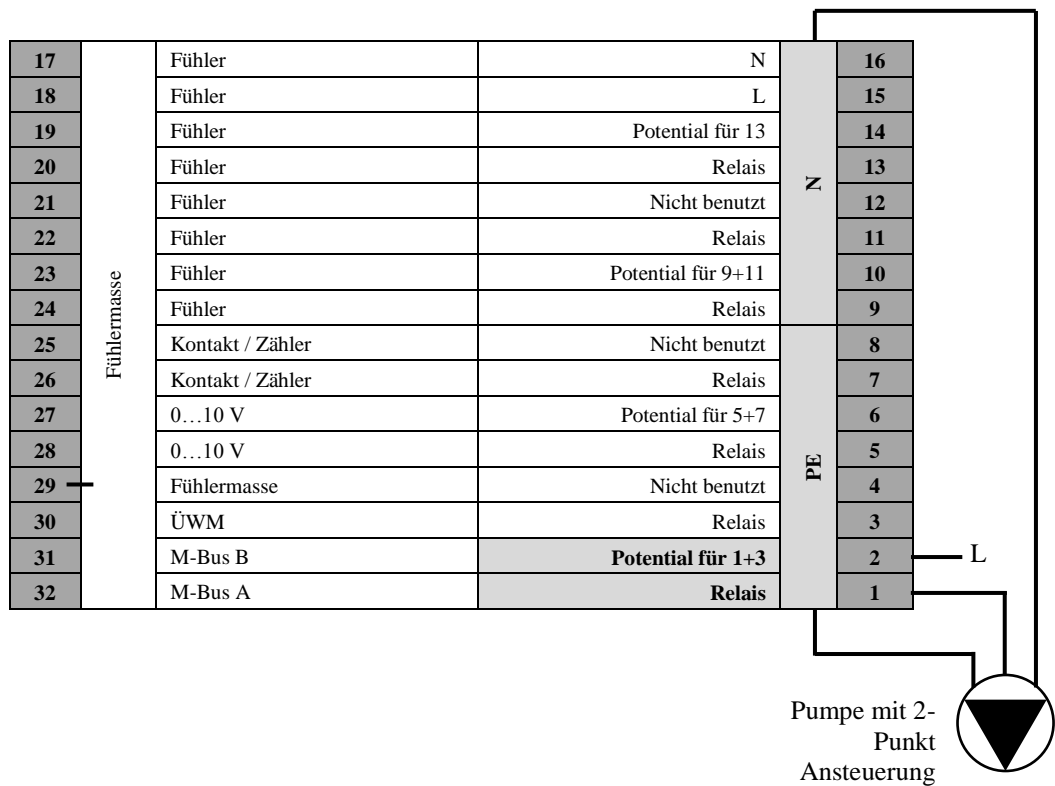 17 Fühler N 16
18 Fühler L 15
19 Fühler Potential für 13 14
20 Fühler Relais 13
21 Fühler Nicht benutzt 12
22 Fühler Relais 11
23 Fühler Potential für 9+11 10
24 Fühler Relais 9
25 Kontakt / Zähler Nicht benutzt 8
26 Kontakt / Zähler Relais 7
27 0…10 V Potential für 5+7 6
28 0…10 V Relais 5
29 Fühlermasse Nicht benutzt 4
30 ÜWM Relais 3
31 M-Bus B Potential für 1+3 2 L
32 M-Bus A Relais 1
Fühlermasse
N
PE
Pumpe mit 2-
Punkt
Ansteuerung